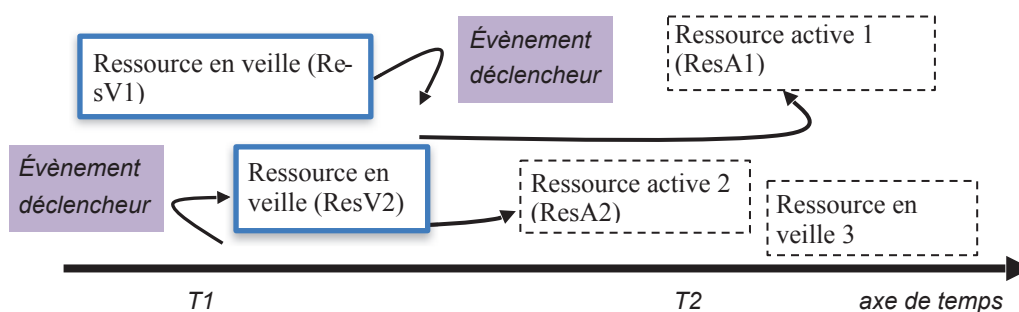 Ressource en veille (Re-
sV1)
Évènement
déclencheur
Ressource active 1
(ResA1)
Évènement
déclencheur
Ressource en
veille (ResV2)
Ressource active 2
(ResA2)
Ressource en
veille 3
T1
T2
axe de temps